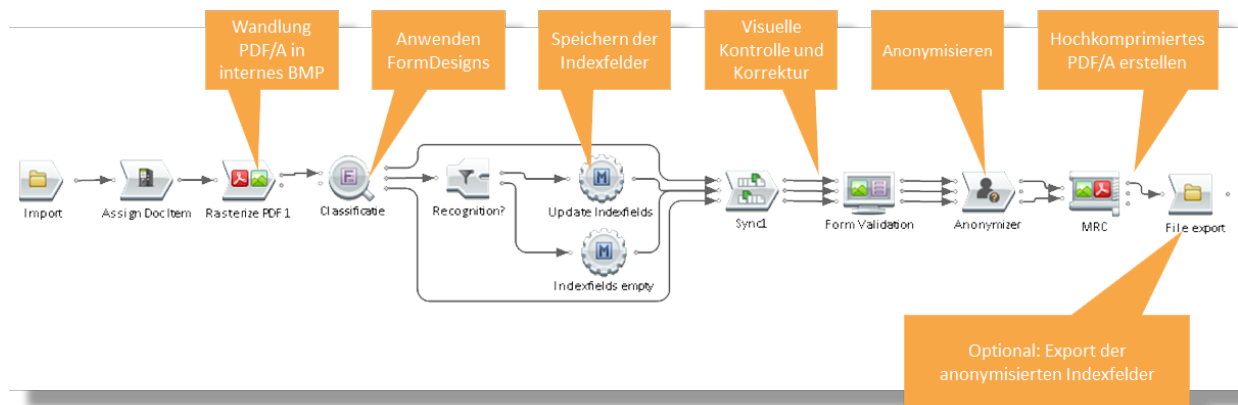 Wandlung
PDF/A in
internes BMP
Anwenden
FormDesigns
Speichern der
Indexfelder
Visuelle
Kontrolle und
Korrektur
Anonymisieren
Hochkomprimiertes
PDF/A erstellen
Import
Assign DocItem
Rasterize PDF 1
Classificatie
Recognition?
Update Indexfields
Indexfields empty
Sync1
Form Validation
Anonymizer
MRC
File export
Optional: Export der
anonymisierten Indexfelder